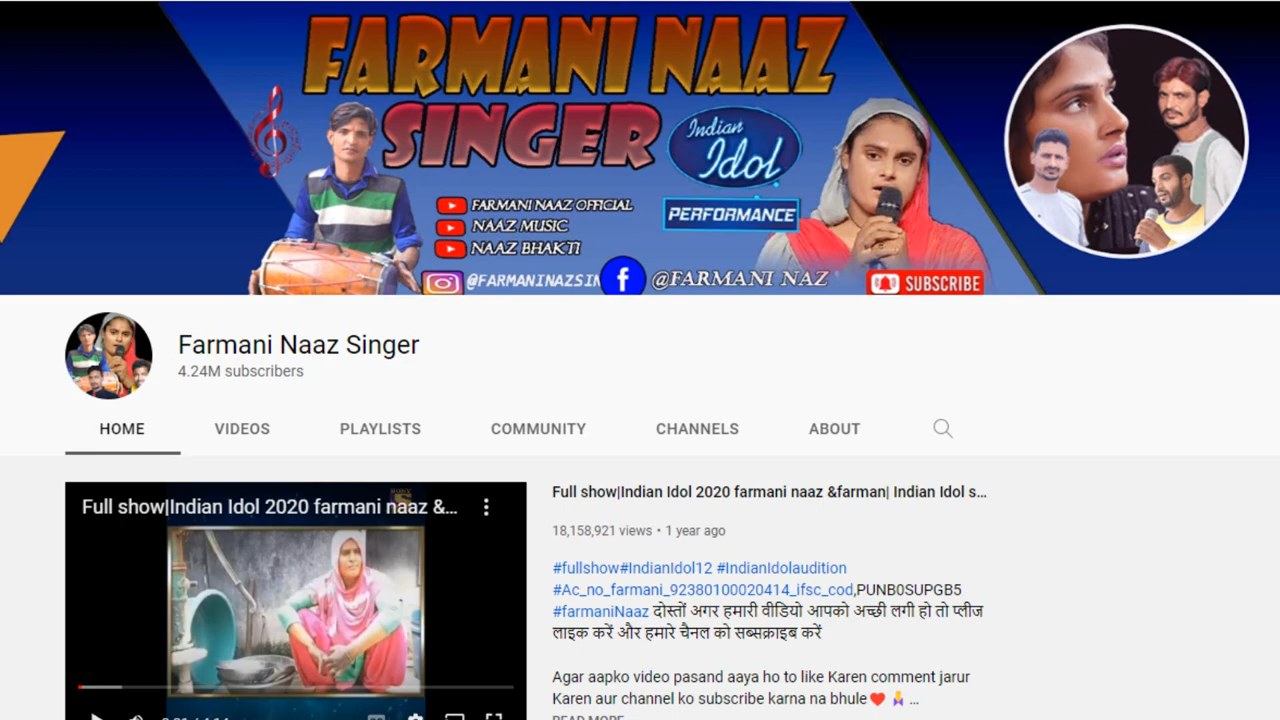 FARMANI NAAZ
SINGER
Indian
Idol
PERFORMANCE
FARMANI NAAZ OFFICIAL
NAAZ MUSIC
NAAZ BHAKTI
@FARMANINAZSIN
f
@FARMANI NAZ
SUBSCRIBE
Farmani Naaz Singer
4.24M subscribers
HOME VIDEOS PLAYLISTS COMMUNITY CHANNELS ABOUT
Full show|Indian Idol 2020 farmani naaz &...
Full show|Indian Idol 2020 farmani naaz &farman| Indian Idol s...
18,158,921 views • 1 year ago
#fullshow#IndianIdol12 #IndianIdolaudition
#Ac_no_farmani_92380100020414_ifsc_cod,PUNB0SUPGB5
#farmaniNaaz दोस्तों अगर हमारी वीडियो आपको अच्छी लगी हो तो प्लीज
लाइक करें और हमारे चैनल को सब्सक्राइब करें
Agar aapko video pasand aaya ho to like Karen comment jarur
Karen aur channel ko subscribe karna na bhule❤️ 🧜‍♀️ ...
READ MORE